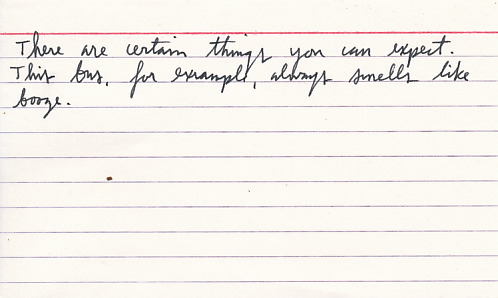 There are certain things you can expect.
This bus, for example, always smells like
booze.